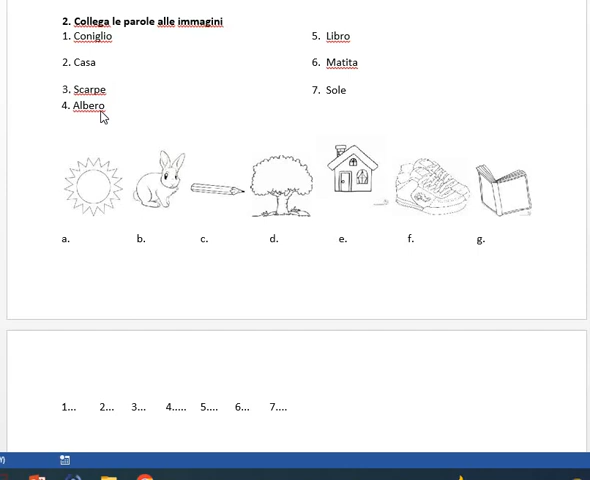 2. Collega le parole alle immagini
1. Coniglio
2. Casa
3. Scarpe
4. Albero
5. Libro
6. Matita
7. Sole
a. b. c. d. e. f. g.
1... 2... 3... 4..... 5.... 6... 7....